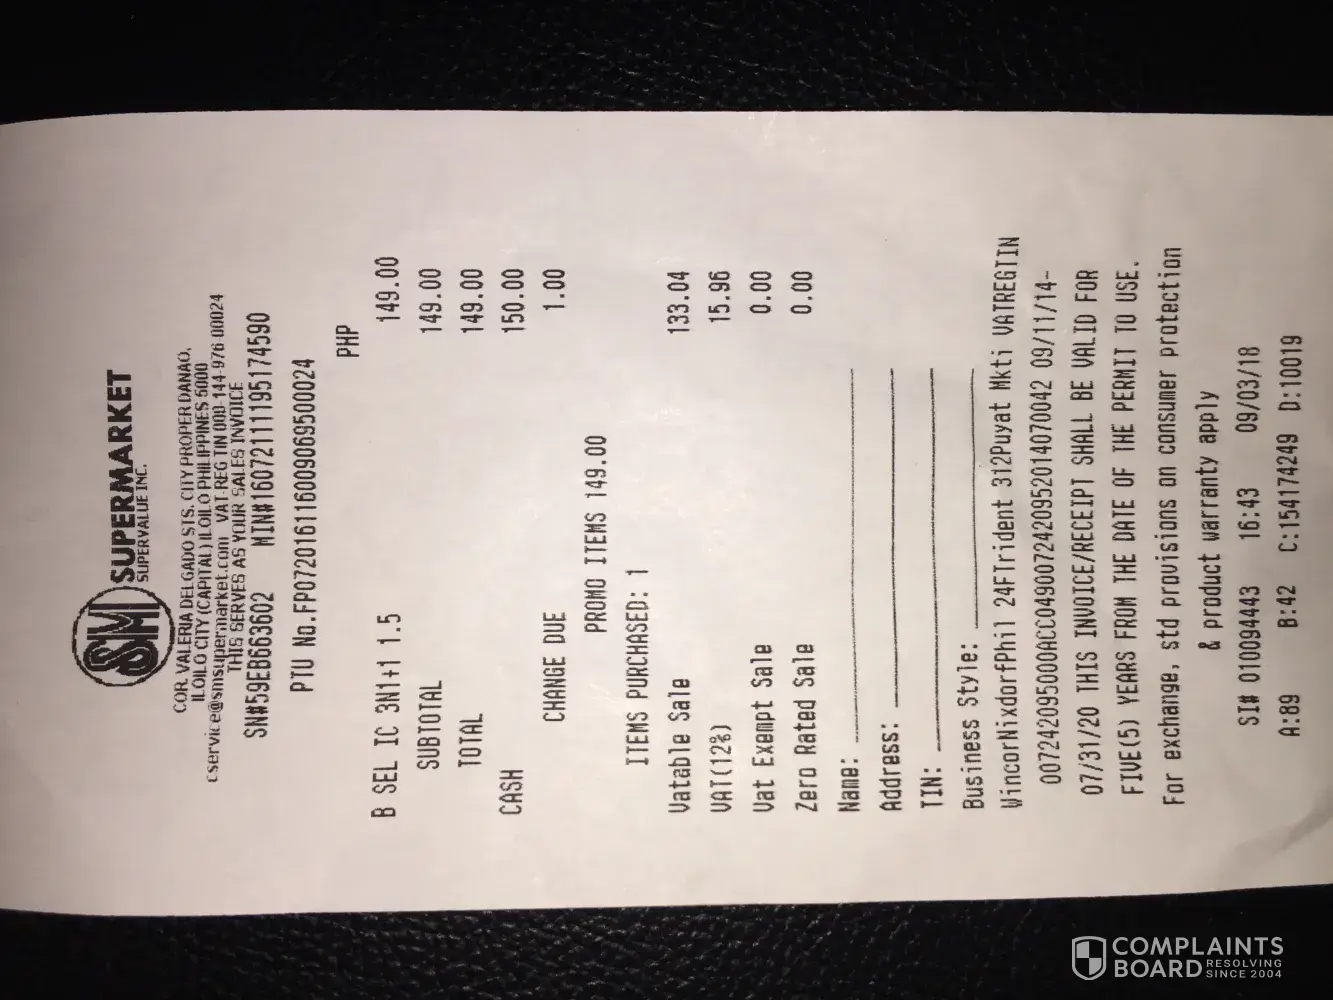 SM SUPERMARKET
SUPERVALUE INC.
COR. VALERIA DELGADO STS. CITY PROPER DANAO,
ILOILO CITY (CAPITAL) ILOILO PHILIPPINES 5000
cservice@smsupermarket.com VAT-REG TIN 000-144-976-00024
THIS SERVES AS YOUR SALES INVOICE
SN#59EB663602 MIN#160721111195174590
PTU No.FP072016116009069500024
PHP
B SEL IC 3N1+1 1.5 149.00
SUBTOTAL 149.00
TOTAL 149.00
CASH 150.00
CHANGE DUE 1.00
PROMO ITEMS 149.00
ITEMS PURCHASED: 1
Vatable Sale 133.04
VAT(12%) 15.96
Vat Exempt Sale 0.00
Zero Rated Sale 0.00
Name:
Address:
TIN:
Business Style:
WincorNixdorfPhil 24FTrident 312Puyat Mkti VATREGTIN
007242095000ACC0490072420952014070042 09/11/14-
07/31/20 THIS INVOICE/RECEIPT SHALL BE VALID FOR
FIVE(5) YEARS FROM THE DATE OF THE PERMIT TO USE.
For exchange, std provisions on consumer protection
& product warranty apply
SI# 010094443 16:43 09/03/18
A:89 B:42 C:154174249 D:10019
COMPLAINTS
BOARD RESOLVING
SINCE 2004